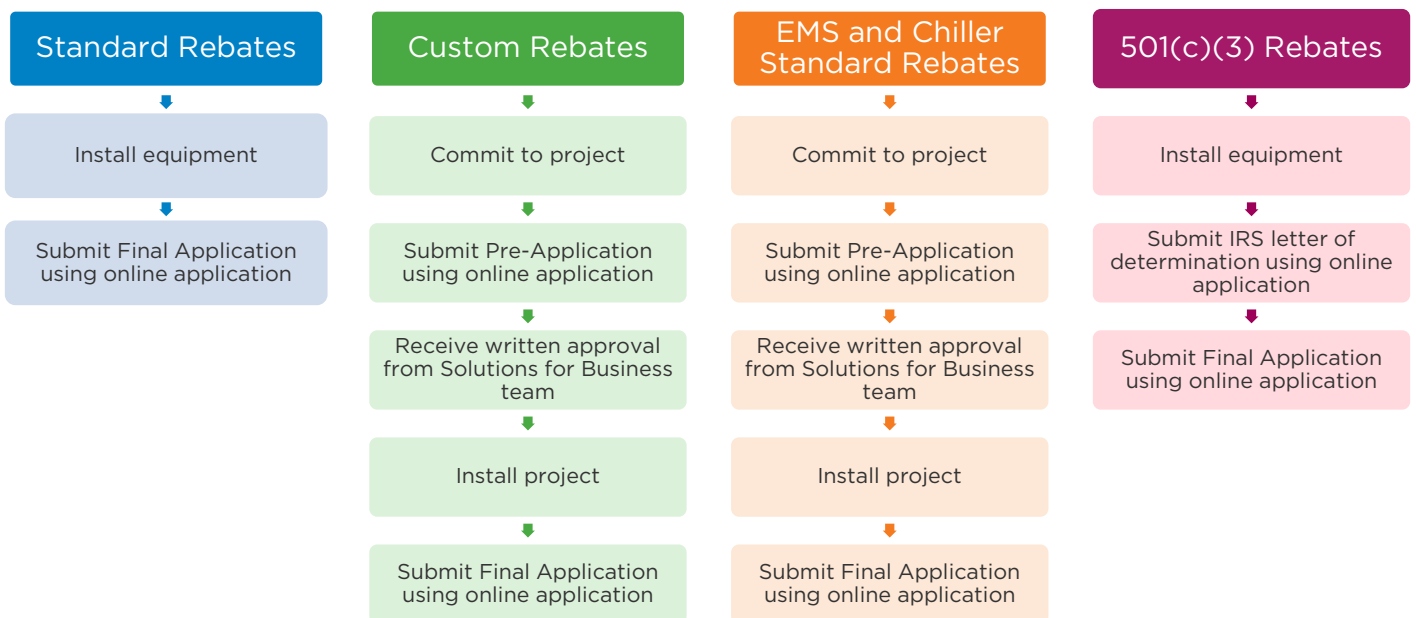 Standard Rebates
Install equipment
Submit Final Application
using online application
Custom Rebates
Commit to project
Submit Pre-Application
using online application
Receive written approval
from Solutions for Business
team
Install project
Submit Final Application
using online application
EMS and Chiller
Standard Rebates
Commit to project
Submit Pre-Application
using online application
Receive written approval
from Solutions for Business
team
Install project
Submit Final Application
using online application
501(c)(3) Rebates
Install equipment
Submit IRS letter of
determination using online
application
Submit Final Application
using online application